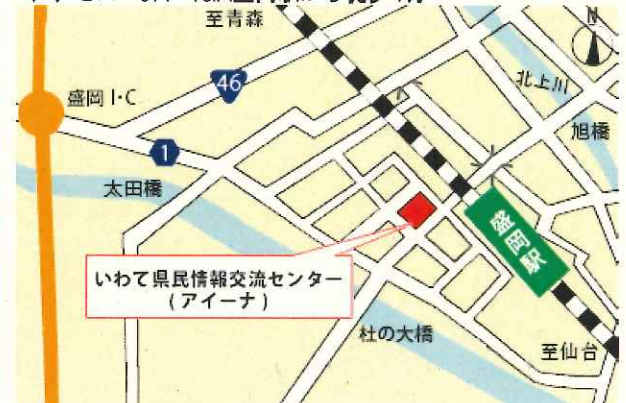 至青森
N
46
北上川
盛岡I・C
旭橋
1
太田橋
盛岡駅
いわて県民情報交流センター
(アイーナ)
杜の大橋
至仙台